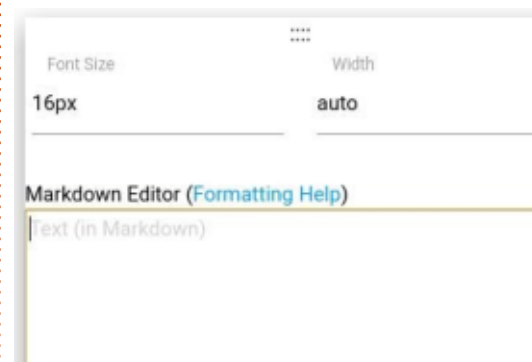 Font Size Width
16px auto
Markdown Editor (Formatting Help)
Text (in Markdown)